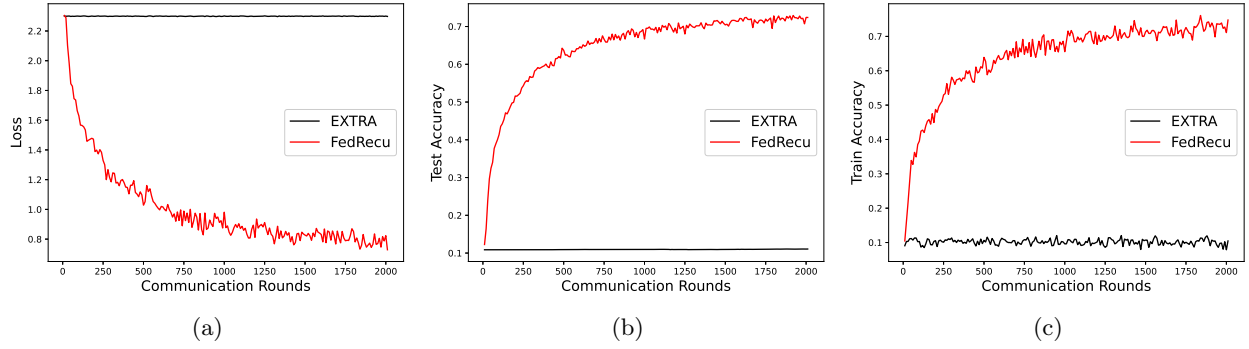 2.2
2.0
1.8
1.6
1.4
1.2
1.0
0.8
Loss
EXTRA
FedRecu
0 250 500 750 1000 1250 1500 1750 2000
Communication Rounds
(a)
0.7
0.6
0.5
0.4
0.3
0.2
0.1
Test Accuracy
EXTRA
FedRecu
0 250 500 750 1000 1250 1500 1750 2000
Communication Rounds
(b)
0.7
0.6
0.5
0.4
0.3
0.2
0.1
Train Accuracy
EXTRA
FedRecu
0 250 500 750 1000 1250 1500 1750 2000
Communication Rounds
(c)